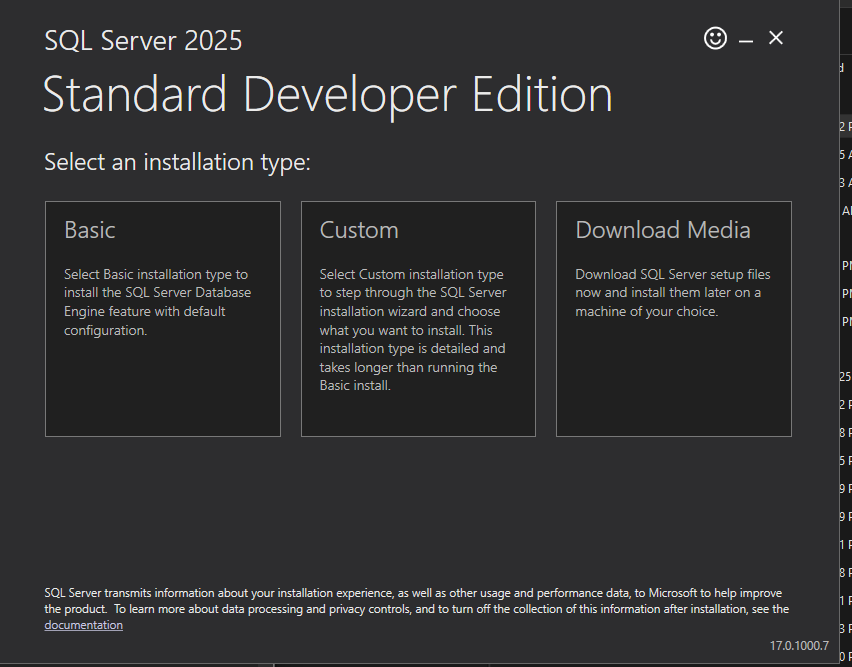 SQL Server 2025
Standard Developer Edition
Select an installation type:
Basic
Select Basic installation type to
install the SQL Server Database
Engine feature with default
configuration.
Custom
Select Custom installation type
to step through the SQL Server
installation wizard and choose
what you want to install. This
installation type is detailed and
takes longer than running the
Basic install.
Download Media
Download SQL Server setup files
now and install them later on a
machine of your choice.
SQL Server transmits information about your installation experience, as well as other usage and performance data, to Microsoft to help improve
the product.  To learn more about data processing and privacy controls, and to turn off the collection of this information after installation, see the
documentation
17.0.1000.7